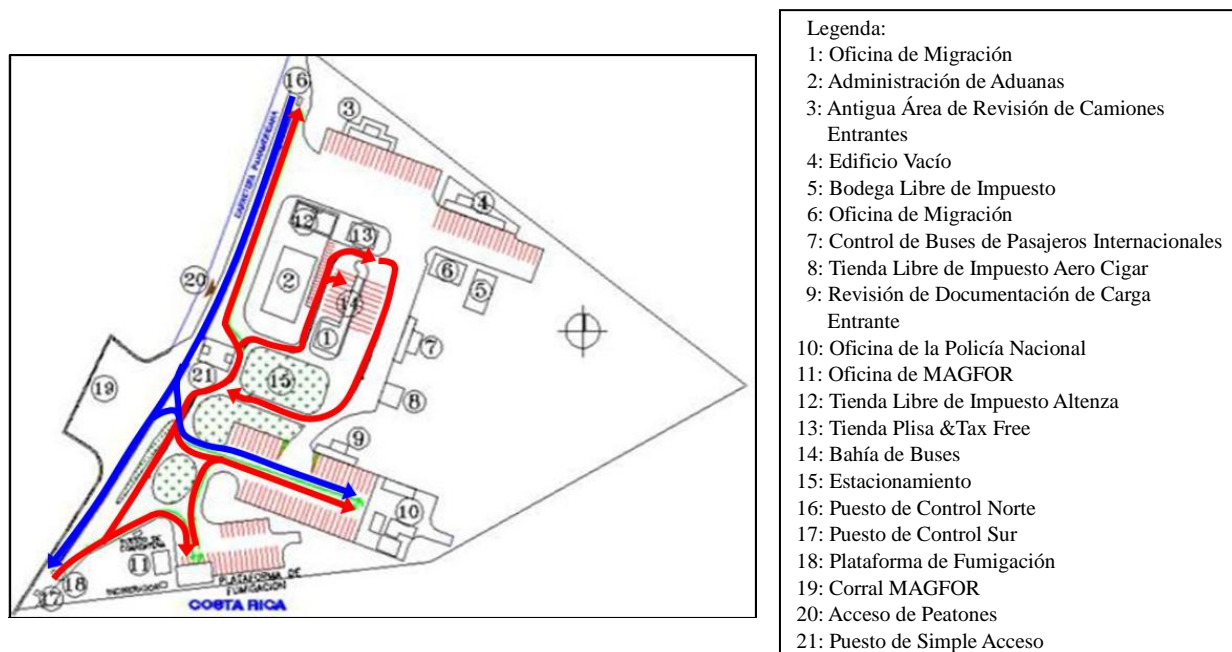 16
CARRETERA PANAMERICANA
3
4
12
13
20
2
6
5
14
1
7
19
21
15
8
9
10
11
PLATAFORMA DE
FUMIGACION
18
17
COSTA RICA
Legenda:
1: Oficina de Migración
2: Administración de Aduanas
3: Antigua Área de Revisión de Camiones
Entrantes
4: Edificio Vacío
5: Bodega Libre de Impuesto
6: Oficina de Migración
7: Control de Buses de Pasajeros Internacionales
8: Tienda Libre de Impuesto Aero Cigar
9: Revisión de Documentación de Carga
Entrante
10: Oficina de la Policía Nacional
11: Oficina de MAGFOR
12: Tienda Libre de Impuesto Altenza
13: Tienda Plisa &Tax Free
14: Bahía de Buses
15: Estacionamiento
16: Puesto de Control Norte
17: Puesto de Control Sur
18: Plataforma de Fumigación
19: Corral MAGFOR
20: Acceso de Peatones
21: Puesto de Simple Acceso